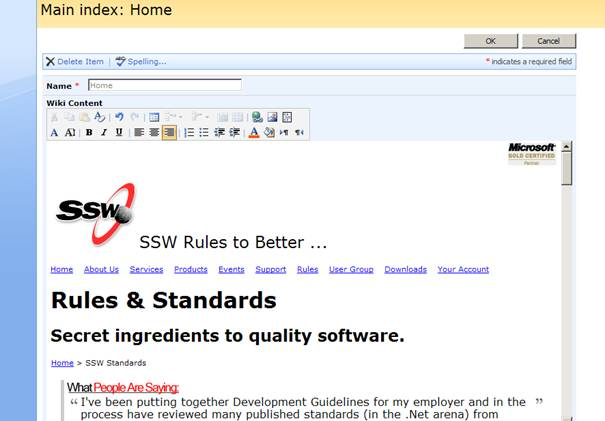 Main index: Home
OK Cancel
Delete Item | Spelling... * indicates a required field
Name * Home
Wiki Content
A A B I U A
Microsoft
GOLD CERTIFIED
Partner
SSW
SSW Rules to Better ...
Home About Us Services Products Events Support Rules User Group Downloads Your Account
Rules & Standards
Secret ingredients to quality software.
Home > SSW Standards
What People Are Saying:
“ I've been putting together Development Guidelines for my employer and in the ”
process have reviewed many published standards (in the .Net arena) from